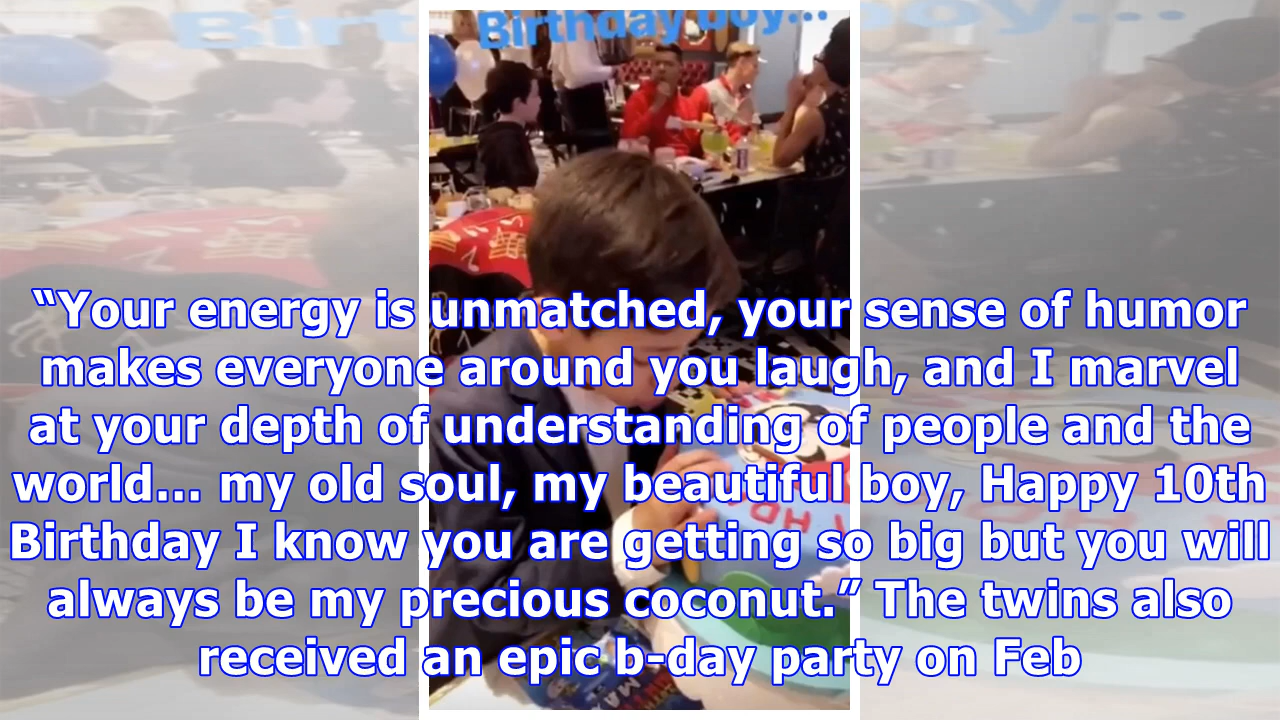 Birthday Boy...
“Your energy is unmatched, your sense of humor
makes everyone around you laugh, and I marvel
at your depth of understanding of people and the
world... my old soul, my beautiful boy, Happy 10th
Birthday I know you are getting so big but you will
always be my precious coconut.” The twins also
received an epic b-day party on Feb